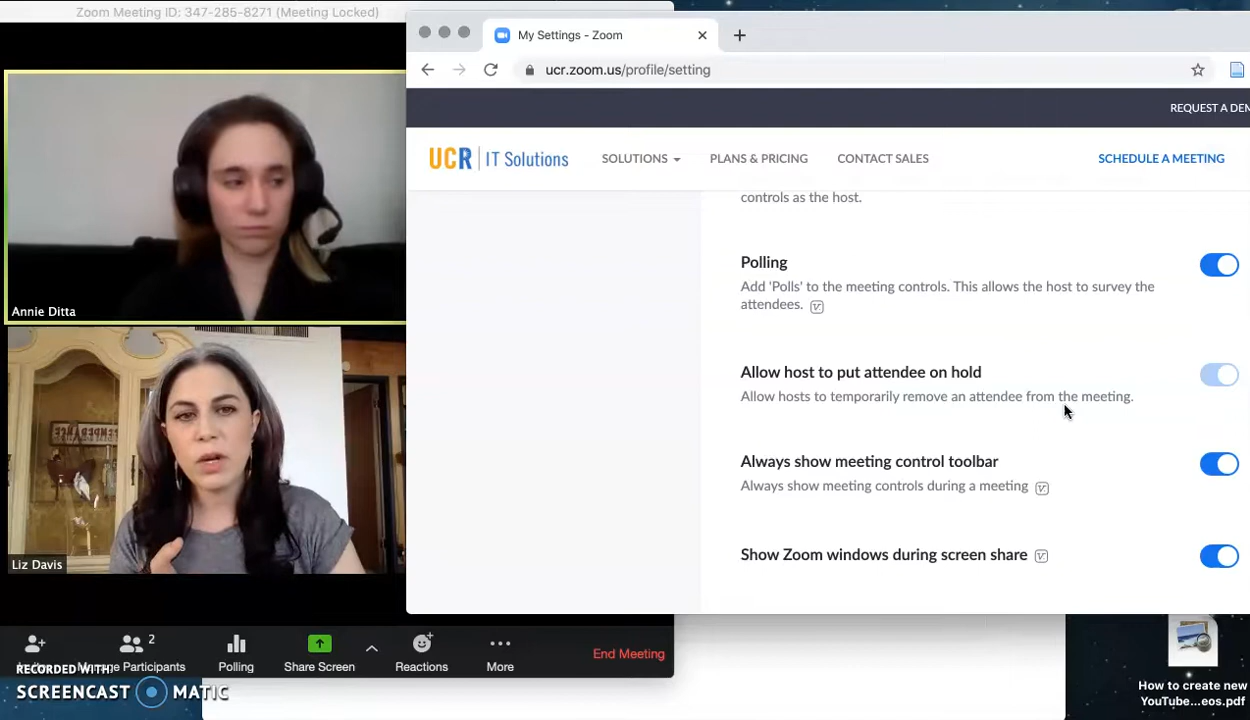 Zoom Meeting ID: 347-285-8271 (Meeting Locked)
Annie Ditta
Liz Davis
Manage Participants
2
Polling
Share Screen
Reactions
More
End Meeting
RECORDED WITH
SCREENCAST MATIC
My Settings - Zoom
ucr.zoom.us/profile/setting
REQUEST A DEM
UCR | IT Solutions
SOLUTIONS
PLANS & PRICING
CONTACT SALES
SCHEDULE A MEETING
controls as the host.
Polling
Add 'Polls' to the meeting controls. This allows the host to survey the
attendees.
Allow host to put attendee on hold
Allow hosts to temporarily remove an attendee from the meeting.
Always show meeting control toolbar
Always show meeting controls during a meeting
Show Zoom windows during screen share
How to create new
YouTube...eos.pdf